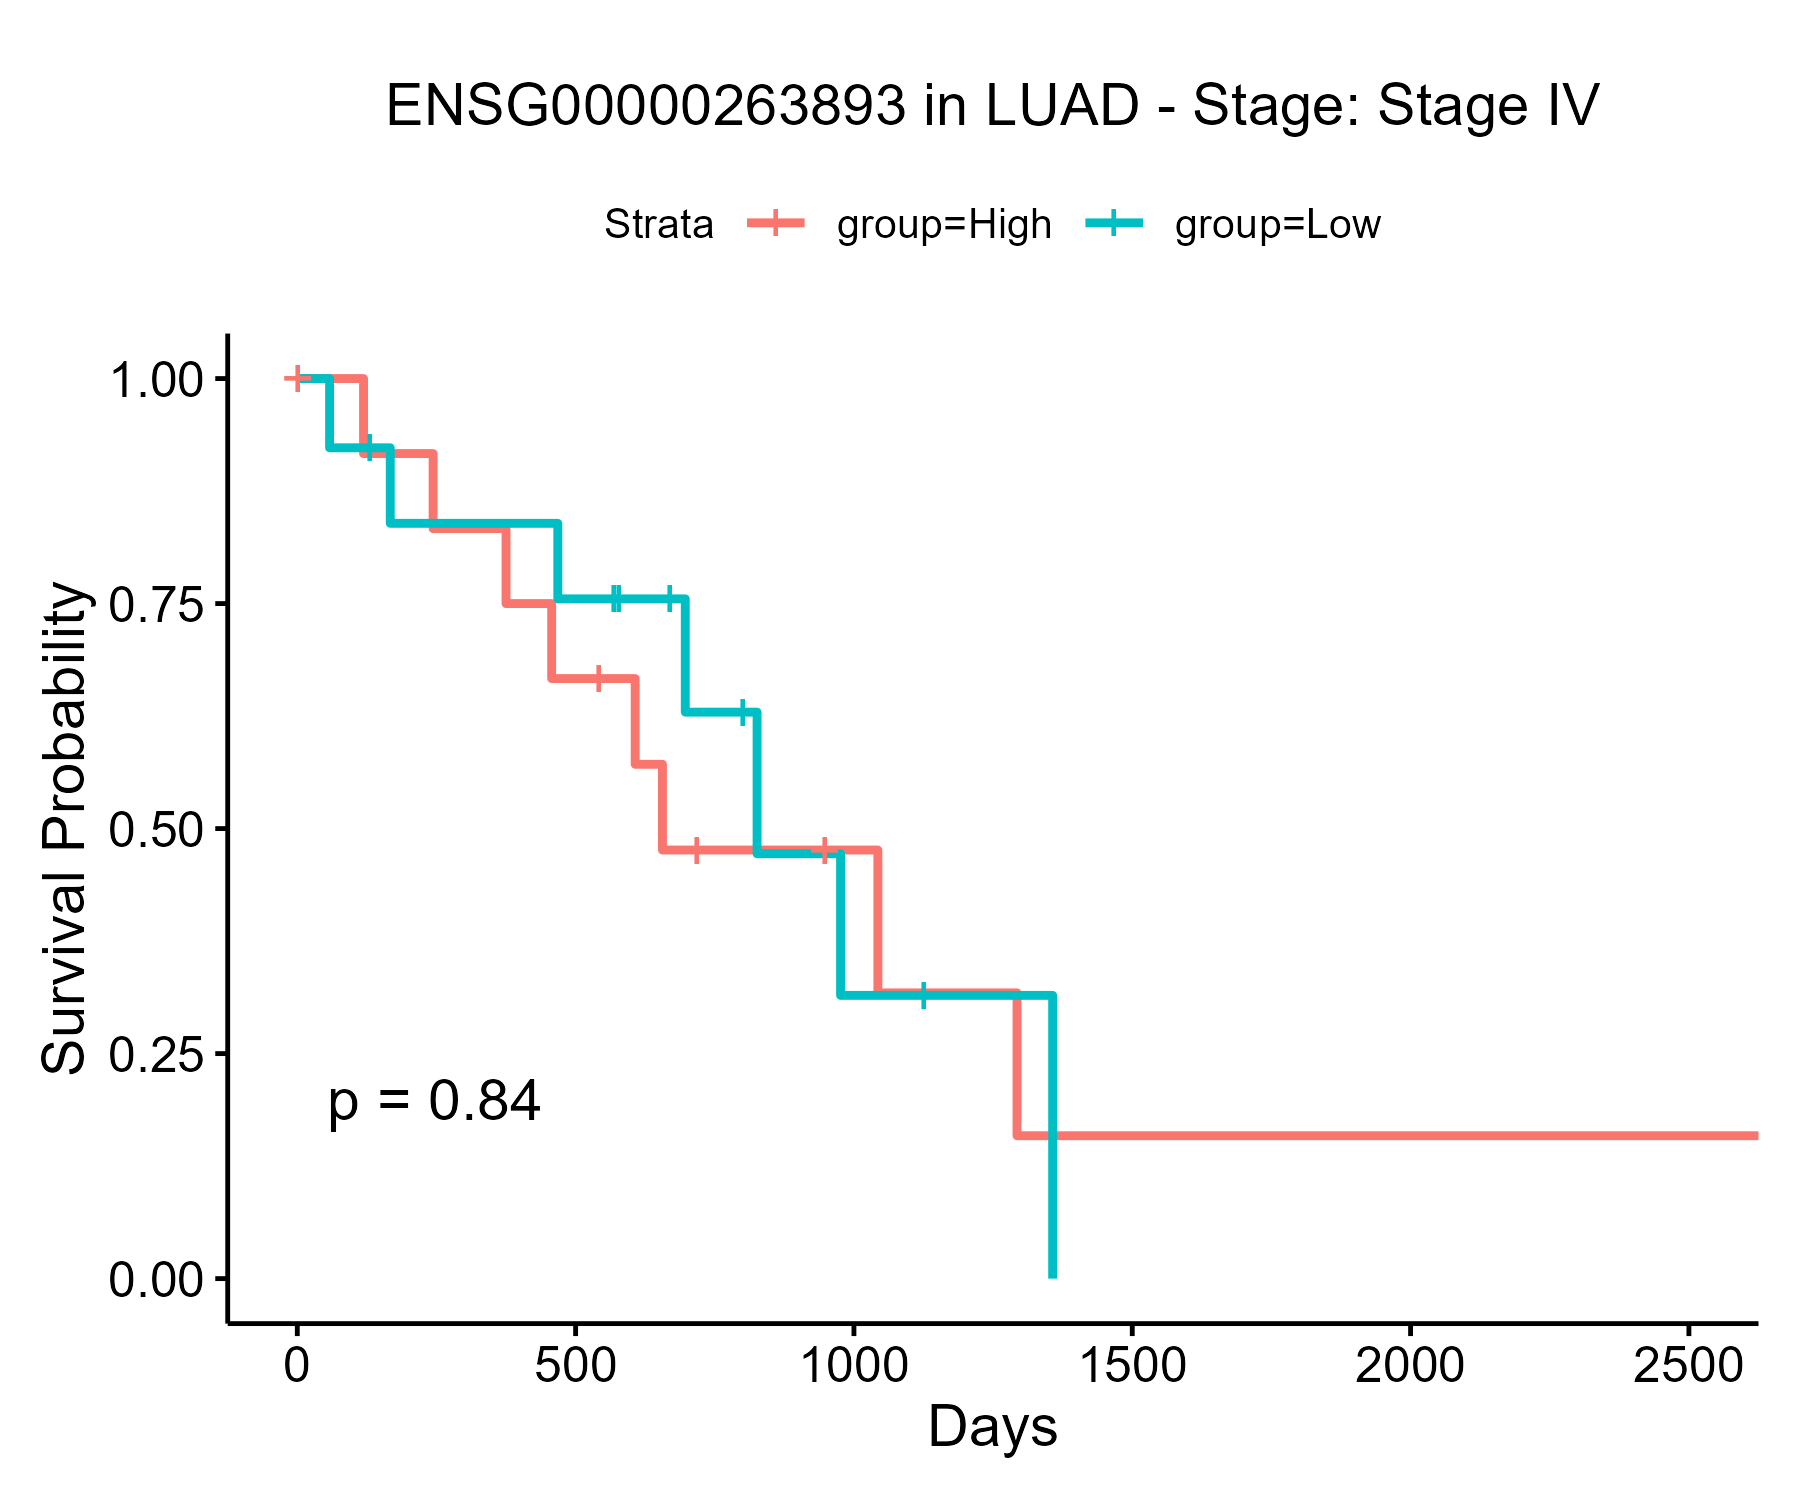 ENSG00000263893 in LUAD - Stage: Stage IV
Strata group=High group=Low
Survival Probability
1.00
0.75
0.50
0.25
0.00
p = 0.84
0 500 1000 1500 2000 2500
Days